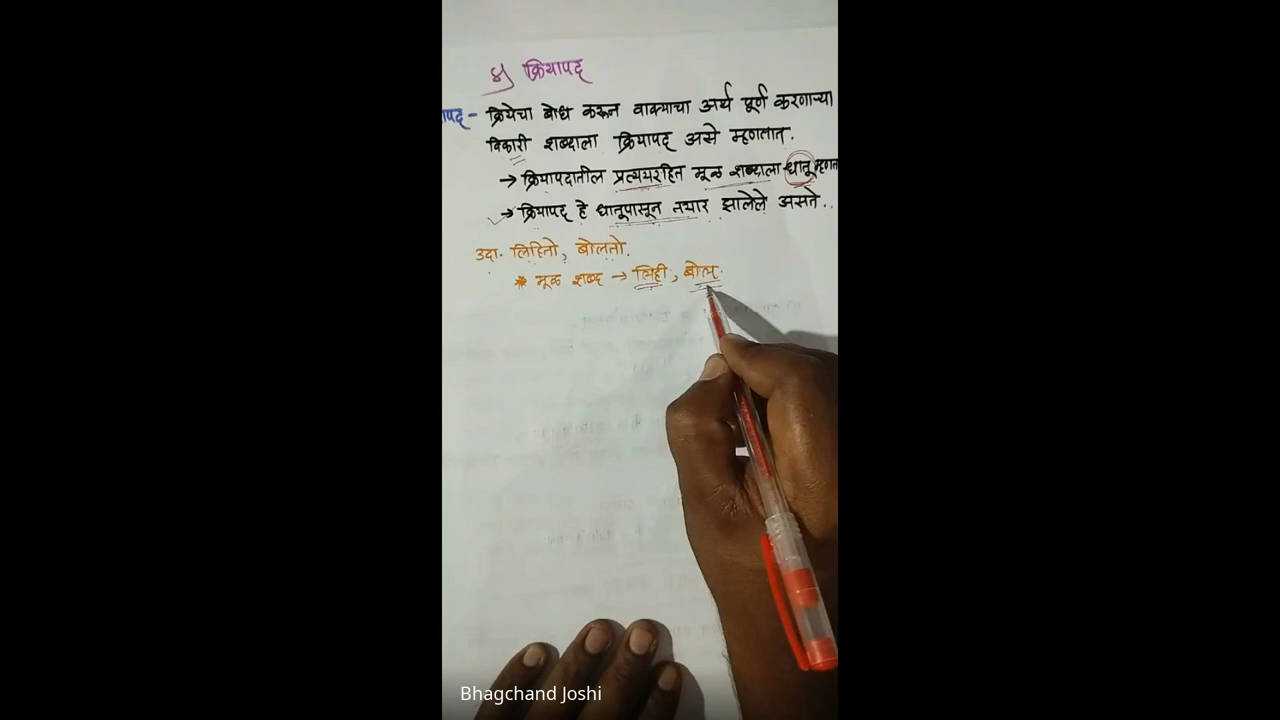 ४) क्रियापद
क्रियापद - क्रियेचा बोध करून वाक्याचा अर्थ पूर्ण करणाऱ्या
विकारी शब्दाला क्रियापद असे म्हणतात.
→ क्रियापदातील प्रत्ययरहित मूळ शब्दाला धातू म्हणतात
→ क्रियापद हे धातूपासून तयार झालेले असते..
उदा. लिहितो, बोलतो.
* मूळ शब्द → लिही, बोल.
Bhagchand Joshi